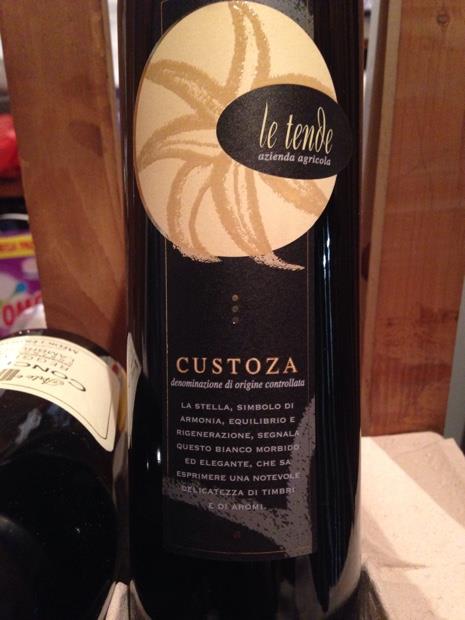 le tende
azienda agricola
CUSTOZA
denominazione di origine controllata
LA STELLA, SIMBOLO DI
ARMONIA, EQUILIBRIO E
RIGENERAZIONE, SEGNALA
QUESTO BIANCO MORBIDO
ED ELEGANTE, CHE SA
ESPRIMERE UNA NOTEVOLE
DELICATEZZA DI TIMBRI
E DI AROMI.
CONC